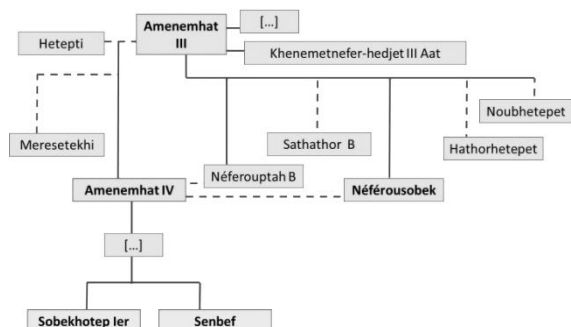 Amenemhat
III
[...]
Hetepti
Khenemetnefer-hedjet III Aat
Noubhetepet
Meresetekhi
Sathathor B
Hathorhetepet
Néferouptah B
Amenemhat IV
Néférousobek
[...]
Sobekhotep Ier
Senbef